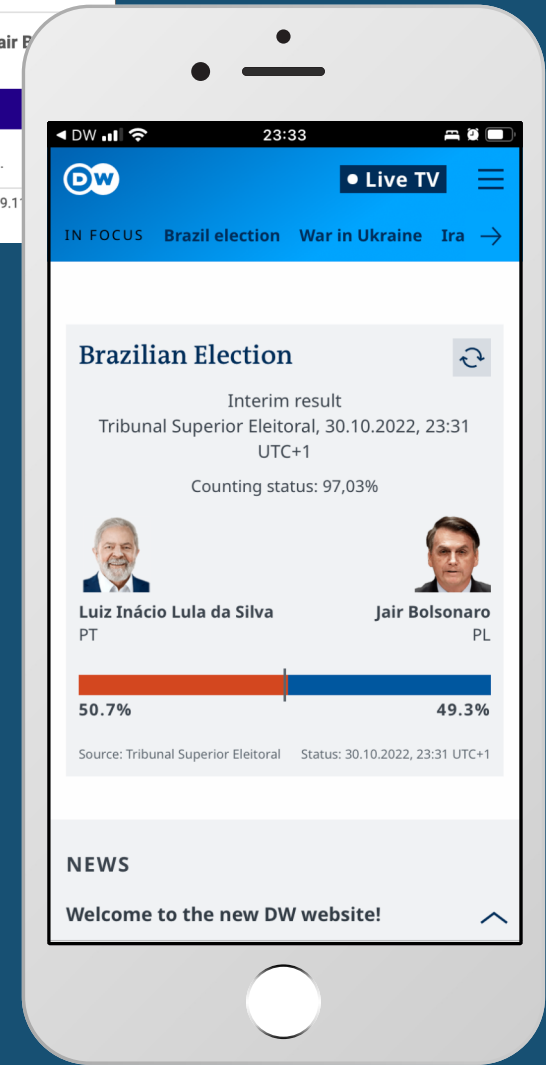 air B
9.1
◄ DW
23:33
DW
• Live TV
IN FOCUS Brazil election War in Ukraine Ira
Brazilian Election
Interim result
Tribunal Superior Eleitoral, 30.10.2022, 23:31
UTC+1
Counting status: 97,03%
Luiz Inácio Lula da Silva
PT
Jair Bolsonaro
PL
50.7%
49.3%
Source: Tribunal Superior Eleitoral
Status: 30.10.2022, 23:31 UTC+1
NEWS
Welcome to the new DW website!